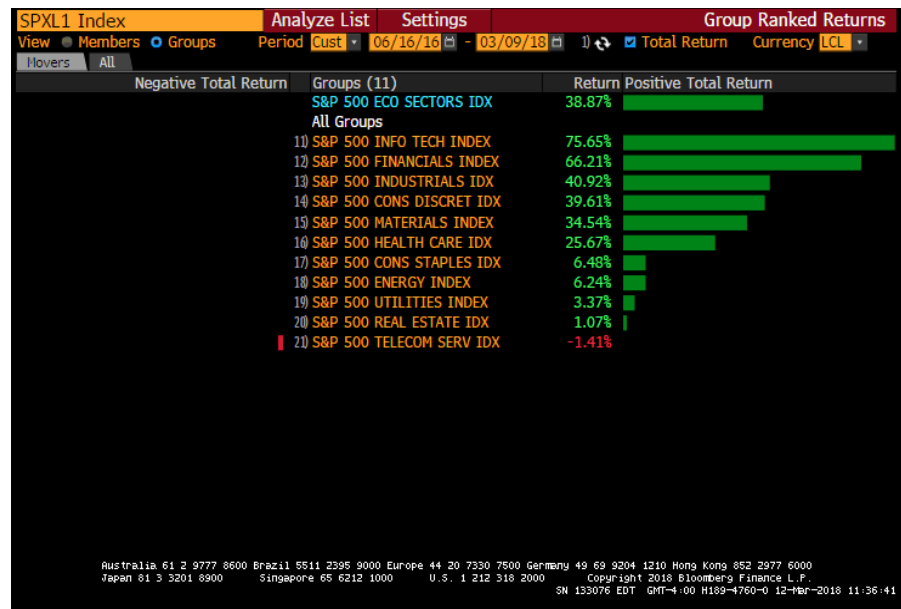 SPXL1 Index Analyze List Settings Group Ranked Returns
View Members Groups Period Cust 06/16/16 - 03/09/18 1) Total Return Currency LCL
Movers All
Negative Total Return Groups (11) Return Positive Total Return
S&P 500 ECO SECTORS IDX 38.87%
All Groups
11) S&P 500 INFO TECH INDEX 75.65%
12) S&P 500 FINANCIALS INDEX 66.21%
13) S&P 500 INDUSTRIALS IDX 40.92%
14) S&P 500 CONS DISCRET IDX 39.61%
15) S&P 500 MATERIALS INDEX 34.54%
16) S&P 500 HEALTH CARE IDX 25.67%
17) S&P 500 CONS STAPLES IDX 6.48%
18) S&P 500 ENERGY INDEX 6.24%
19) S&P 500 UTILITIES INDEX 3.37%
20) S&P 500 REAL ESTATE IDX 1.07%
21) S&P 500 TELECOM SERV IDX -1.41%
Australia 61 2 9777 8600 Brazil 5511 2395 9000 Europe 44 20 7330 7500 Germany 49 69 9204 1210 Hong Kong 852 2977 6000
Japan 81 3 3201 8900 Singapore 65 6212 1000 U.S. 1 212 318 2000 Copyright 2018 Bloomberg Finance L.P.
SN 133076 EDT GMT-4:00 H189-4760-0 12-Mar-2018 11:36:41